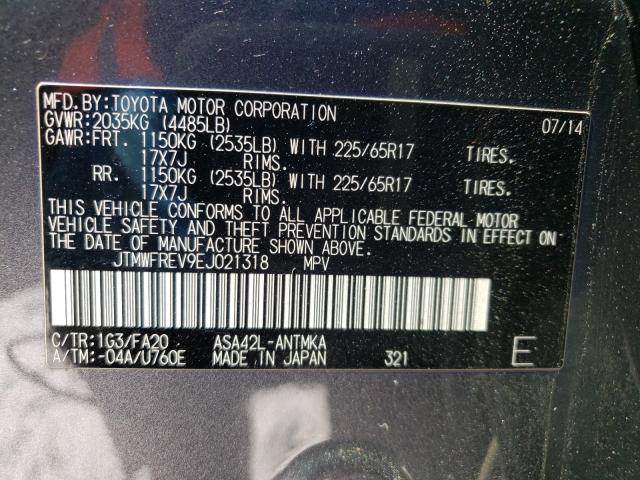 MFD.BY:TOYOTA MOTOR CORPORATION 07/14
GVWR:2035KG (4485LB)
GAWR:FRT. 1150KG (2535LB) WITH 225/65R17 TIRES.
17X7J RIMS.
RR. 1150KG (2535LB) WITH 225/65R17 TIRES.
17X7J RIMS.
THIS VEHICLE CONFORMS TO ALL APPLICABLE FEDERAL MOTOR
VEHICLE SAFETY AND THEFT PREVENTION STANDARDS IN EFFECT ON
THE DATE OF MANUFACTURE SHOWN ABOVE.
JTMWFREV9EJ021318 MPV
C/TR:1G3/FA20 ASA42L-ANTMKA
A/TM:-04A/U760E MADE IN JAPAN 321 E